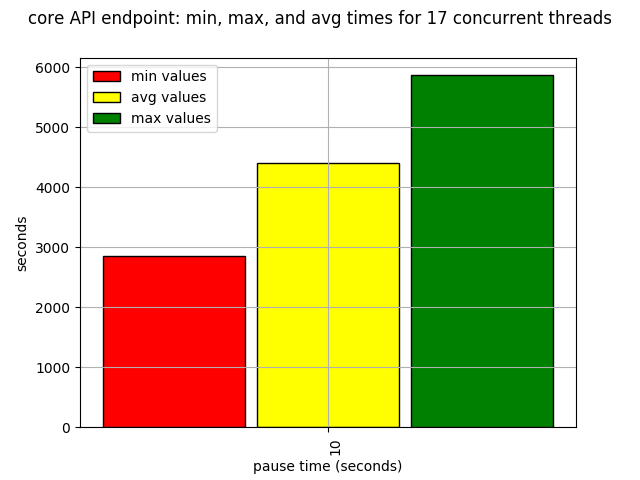 core API endpoint: min, max, and avg times for 17 concurrent threads
min values
avg values
max values
6000
5000
4000
3000
2000
1000
0
seconds
10
pause time (seconds)